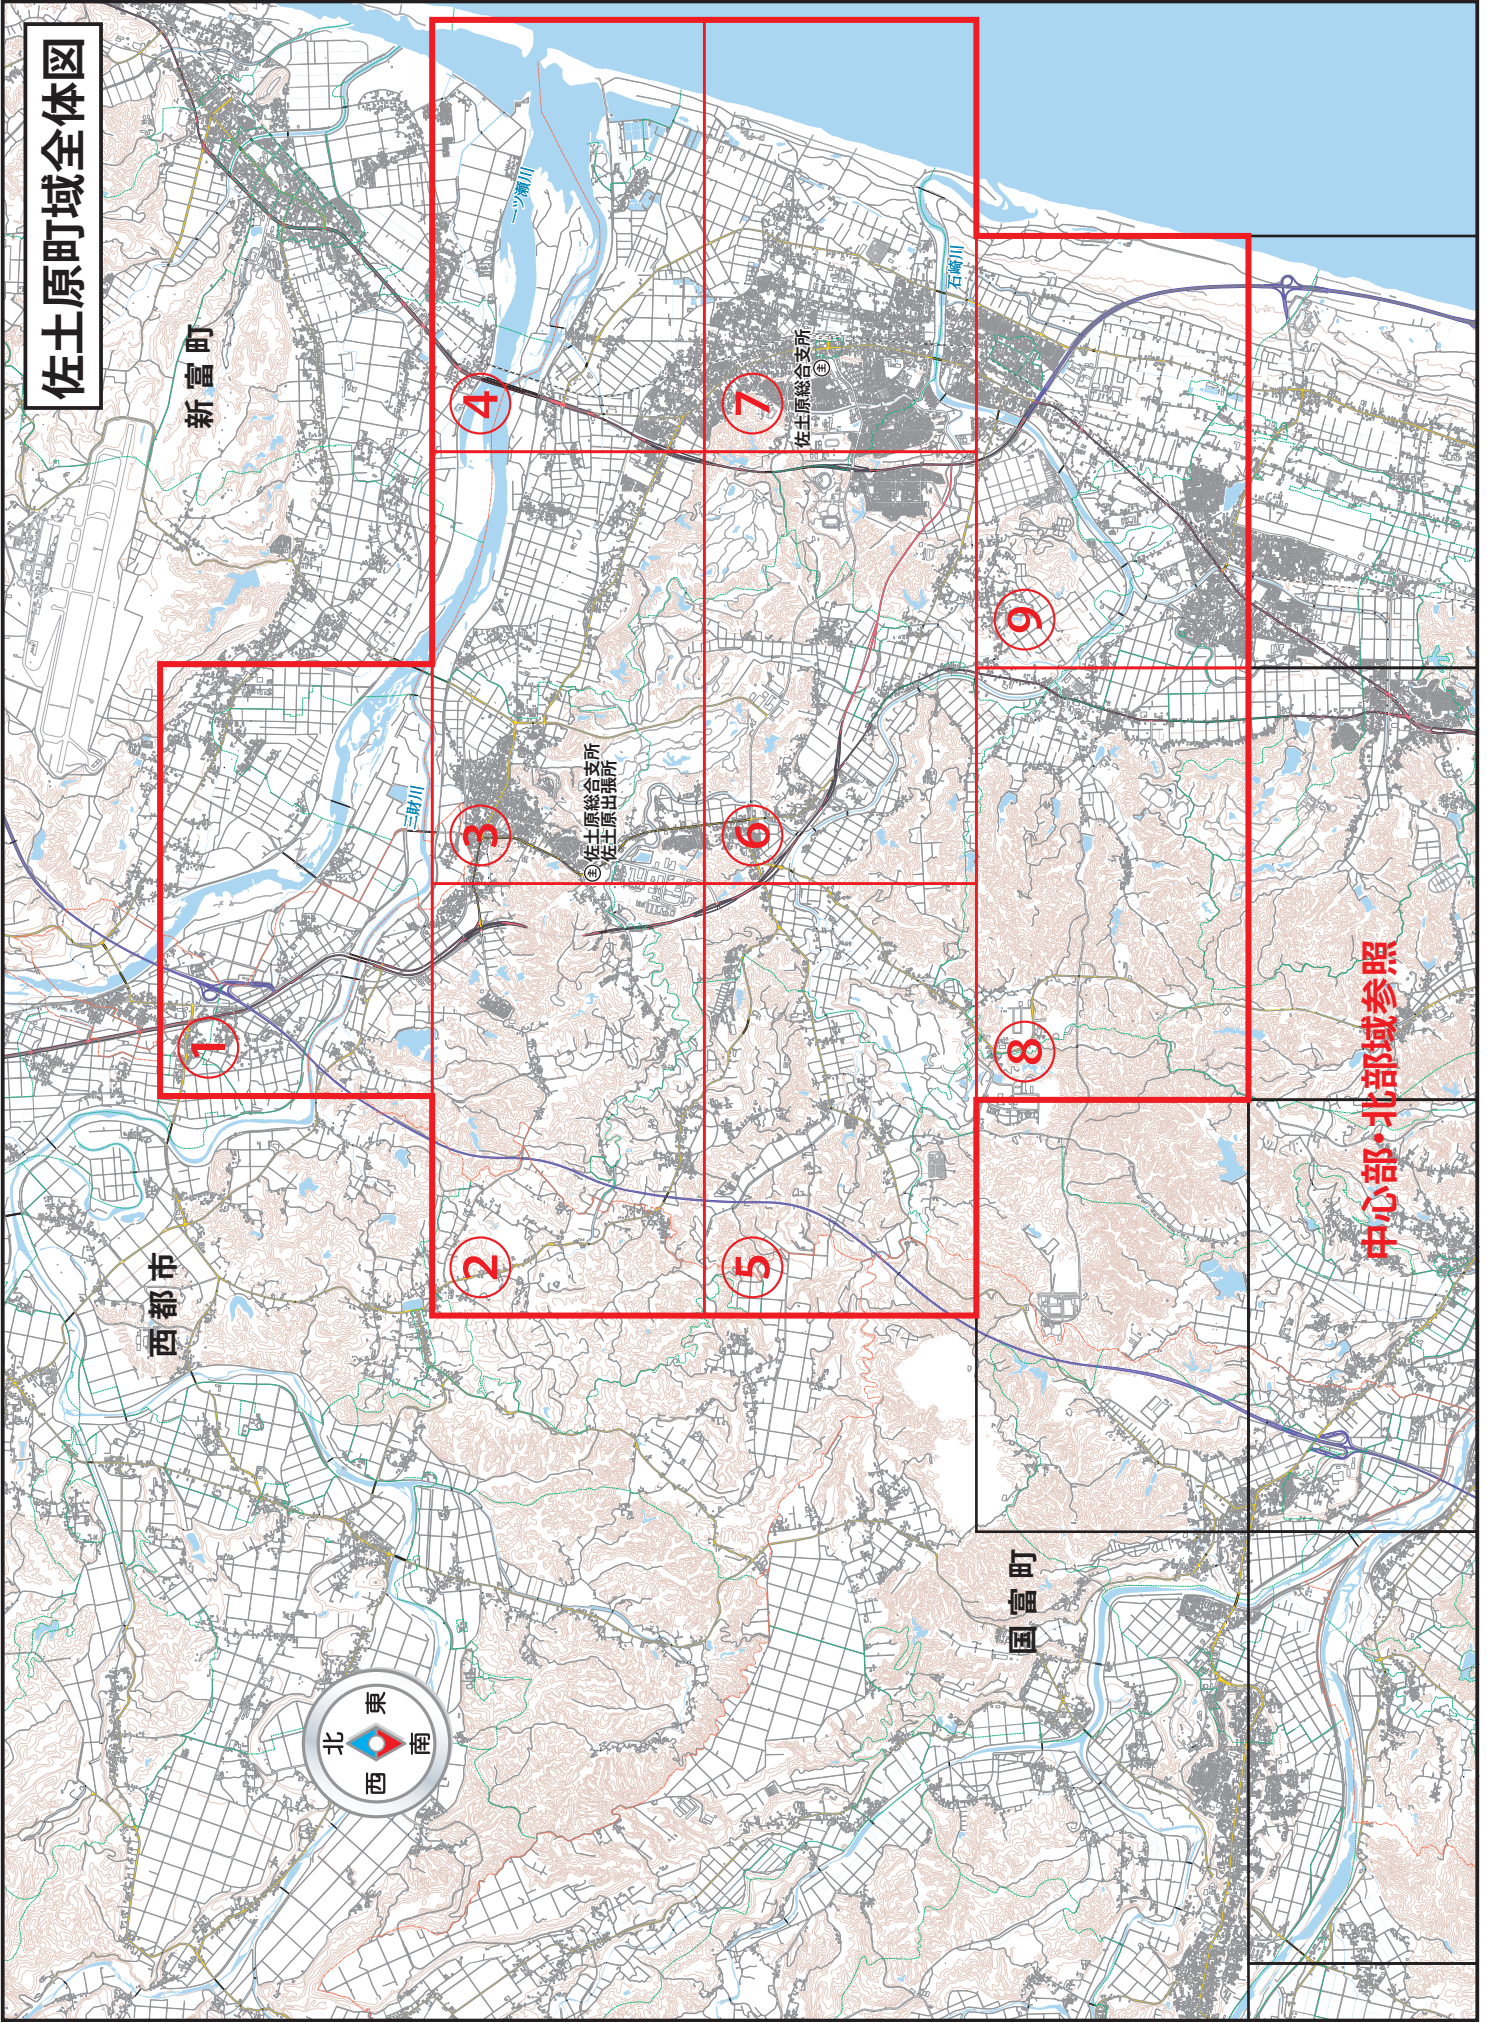 佐土原町域全体図
新富町
西都市
国富町
一ツ瀬川
三財川
石崎川
佐土原総合支所
佐土原総合支所
佐土原出張所
1
2
3
4
5
6
7
8
9
北
東
西
南
中心部・北部域参照